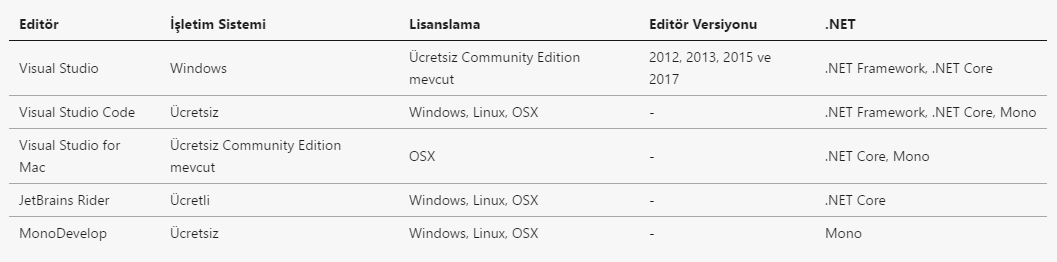 Editör İşletim Sistemi Lisanslama Editör Versiyonu .NET
Visual Studio Windows Ücretsiz Community Edition mevcut 2012, 2013, 2015 ve 2017 .NET Framework, .NET Core
Visual Studio Code Ücretsiz Windows, Linux, OSX - .NET Framework, .NET Core, Mono
Visual Studio for Mac Ücretsiz Community Edition mevcut OSX - .NET Core, Mono
JetBrains Rider Ücretli Windows, Linux, OSX - .NET Core
MonoDevelop Ücretsiz Windows, Linux, OSX - Mono